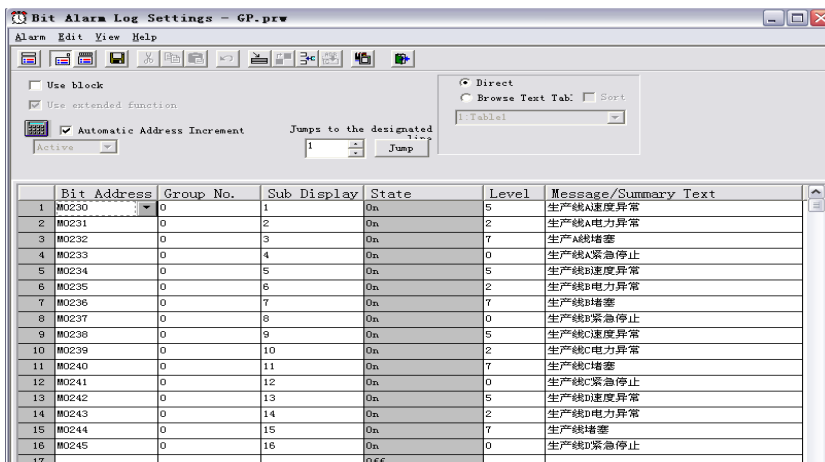 Bit Alarm Log Settings - GP.prw
Alarm Edit View Help
Use block
Use extended function
Automatic Address Increment
Active
Jumps to the designated
line
1 Jump
Direct
Browse Text Tab: Sort
1:Table1
Bit Address Group No. Sub Display State Level Message/Summary Text
1 M0230 0 1 On 5 生产线A速度异常
2 M0231 0 2 On 2 生产线A电力异常
3 M0232 0 3 On 7 生产A线堵塞
4 M0233 0 4 On 0 生产线A紧急停止
5 M0234 0 5 On 5 生产线B速度异常
6 M0235 0 6 On 2 生产线B电力异常
7 M0236 0 7 On 7 生产线B堵塞
8 M0237 0 8 On 0 生产线B紧急停止
9 M0238 0 9 On 5 生产线C速度异常
10 M0239 0 10 On 2 生产线C电力异常
11 M0240 0 11 On 7 生产线C堵塞
12 M0241 0 12 On 0 生产线C紧急停止
13 M0242 0 13 On 5 生产线D速度异常
14 M0243 0 14 On 2 生产线D电力异常
15 M0244 0 15 On 7 生产线堵塞
16 M0245 0 16 On 0 生产线D紧急停止
17 Off